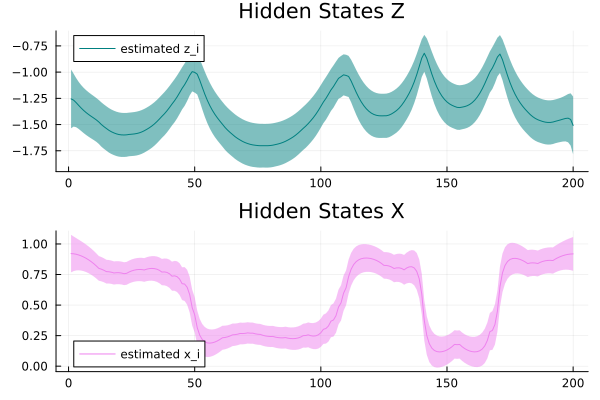 Hidden States Z
estimated z_i
−0.75
−1.00
−1.25
−1.50
−1.75
0 50 100 150 200
Hidden States X
1.00
0.75
0.50
0.25
0.00
estimated x_i
0 50 100 150 200